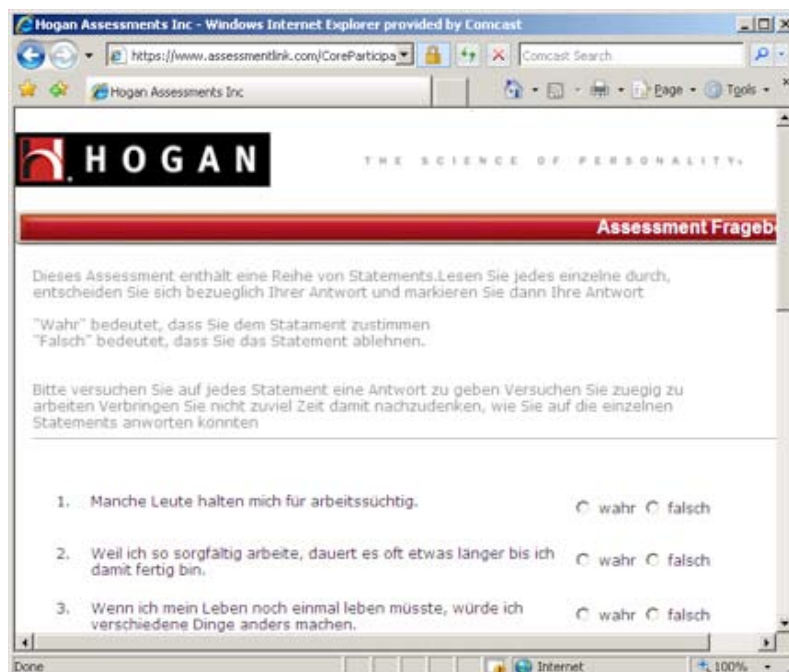 Hogan Assessments Inc - Windows Internet Explorer provided by Comcast
https://www.assessmentlink.com/CoreParticipa
Comcast Search
Hogan Assessments Inc
Page
Tools
HOGAN
THE SCIENCE OF PERSONALITY
Assessment Frageb
Dieses Assessment enthält eine Reihe von Statements.Lesen Sie jedes einzelne durch,
entscheiden Sie sich bezueglich Ihrer Antwort und markieren Sie dann Ihre Antwort
"Wahr" bedeutet, dass Sie dem Statament zustimmen
"Falsch" bedeutet, dass Sie das Statement ablehnen.
Bitte versuchen Sie auf jedes Statement eine Antwort zu geben Versuchen Sie zuegig zu
arbeiten Verbringen Sie nicht zuviel Zeit damit nachzudenken, wie Sie auf die einzelnen
Statements anworten könnten
1. Manche Leute halten mich für arbeitssüchtig. wahr falsch
2. Weil ich so sorgfältig arbeite, dauert es oft etwas länger bis ich
damit fertig bin. wahr falsch
3. Wenn ich mein Leben noch einmal leben müsste, würde ich
verschiedene Dinge anders machen. wahr falsch
Done
Internet
100%